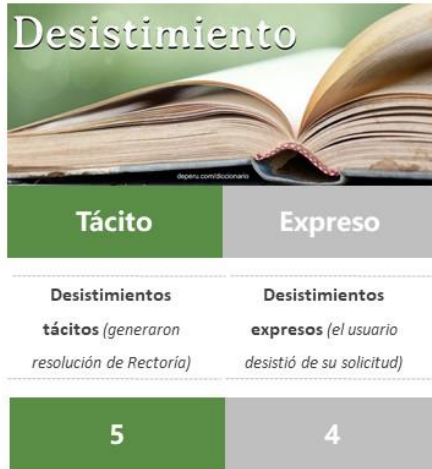 Desistimiento
deperu.com/diccionario
Tácito
Expreso
Desistimientos
tácitos (generaron
resolución de Rectoría)
Desistimientos
expresos (el usuario
desistió de su solicitud)
5
4